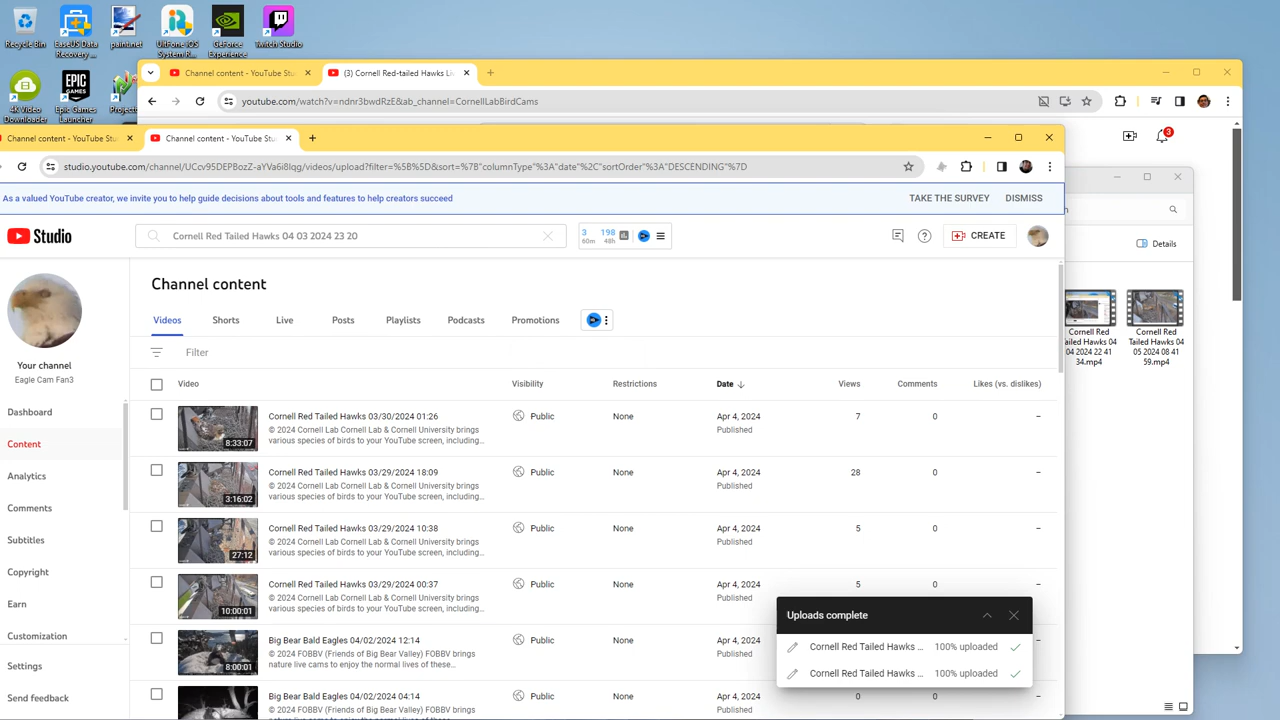 Recycle Bin
EaseUS Data
Recovery ...
paint.net
UltFone iOS
System R...
GeForce
Experience
Twitch Studio
4K Video
Downloader
EPIC
GAMES
Epic Games
Launcher
Channel content - YouTube Stu
(3) Cornell Red-tailed Hawks Li
youtube.com/watch?v=ndnr3bwdRzE&ab_channel=CornellLabBirdCams
3
Channel content - YouTube Stu
Channel content - YouTube Stu
studio.youtube.com/channel/UCcv95DEPBozZ-aYVa6i8lqg/videos/upload?filter=%5B%5D&sort=%7B"columnType"%3A"date"%2C"sortOrder"%3A"DESCENDING"%7D
As a valued YouTube creator, we invite you to help guide decisions about tools and features to help creators succeed
TAKE THE SURVEY
DISMISS
Studio
Cornell Red Tailed Hawks 04 03 2024 23 20
3
60m
198
48h
CREATE
Details
Cornell Red
Tailed Hawks 04
04 2024 22 41
34.mp4
Cornell Red
Tailed Hawks 04
05 2024 08 41
59.mp4
Your channel
Eagle Cam Fan3
Dashboard
Content
Analytics
Comments
Subtitles
Copyright
Earn
Customization
Settings
Send feedback
Channel content
Videos
Shorts
Live
Posts
Playlists
Podcasts
Promotions
Filter
Video
Visibility
Restrictions
Date
Views
Comments
Likes (vs. dislikes)
8:33:07
Cornell Red Tailed Hawks 03/30/2024 01:26
© 2024 Cornell Lab Cornell Lab & Cornell University brings
various species of birds to your YouTube screen, including...
Public
None
Apr 4, 2024
Published
7
0
–
3:16:02
Cornell Red Tailed Hawks 03/29/2024 18:09
© 2024 Cornell Lab Cornell Lab & Cornell University brings
various species of birds to your YouTube screen, including...
Public
None
Apr 4, 2024
Published
28
0
–
27:12
Cornell Red Tailed Hawks 03/29/2024 10:38
© 2024 Cornell Lab Cornell Lab & Cornell University brings
various species of birds to your YouTube screen, including...
Public
None
Apr 4, 2024
Published
5
0
–
10:00:01
Cornell Red Tailed Hawks 03/29/2024 00:37
© 2024 Cornell Lab Cornell Lab & Cornell University brings
various species of birds to your YouTube screen, including...
Public
None
Apr 4, 2024
Published
5
0
–
8:00:01
Big Bear Bald Eagles 04/02/2024 12:14
© 2024 FOBBV (Friends of Big Bear Valley) FOBBV brings
nature live cams to enjoy the normal lives of these...
Public
None
Apr 4, 2024
Big Bear Bald Eagles 04/02/2024 04:14
© 2024 FOBBV (Friends of Big Bear Valley) FOBBV brings
Public
None
Apr 4, 2024
0
0
Uploads complete
Cornell Red Tailed Hawks ...
100% uploaded
Cornell Red Tailed Hawks ...
100% uploaded